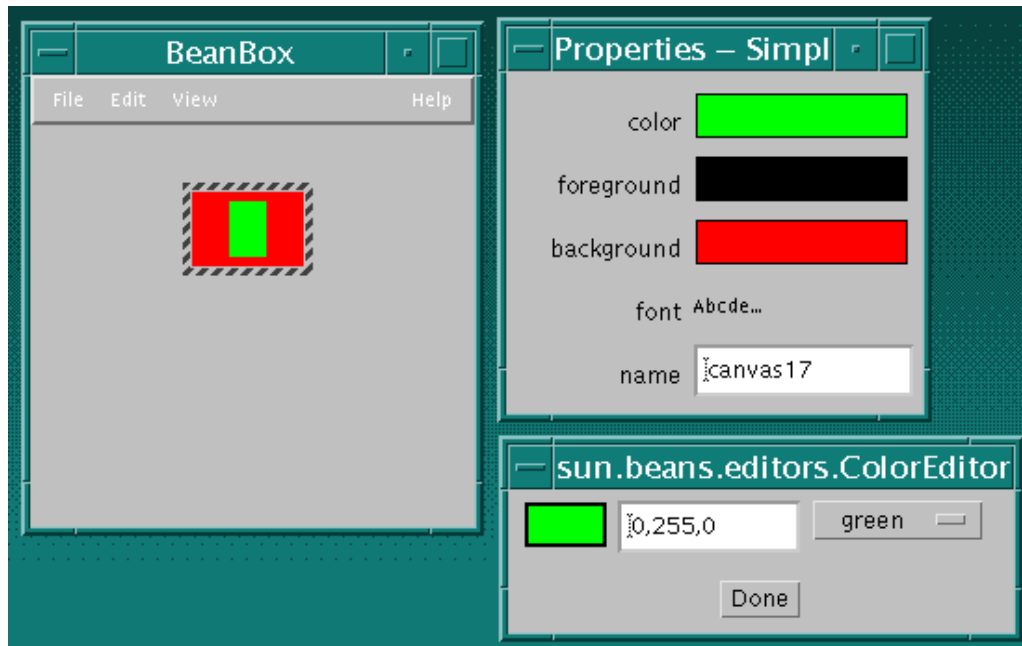 BeanBox
File Edit View Help
Properties – Simpl
color
foreground
background
font Abcde...
name canvas17
sun.beans.editors.ColorEditor
0,255,0 green
Done